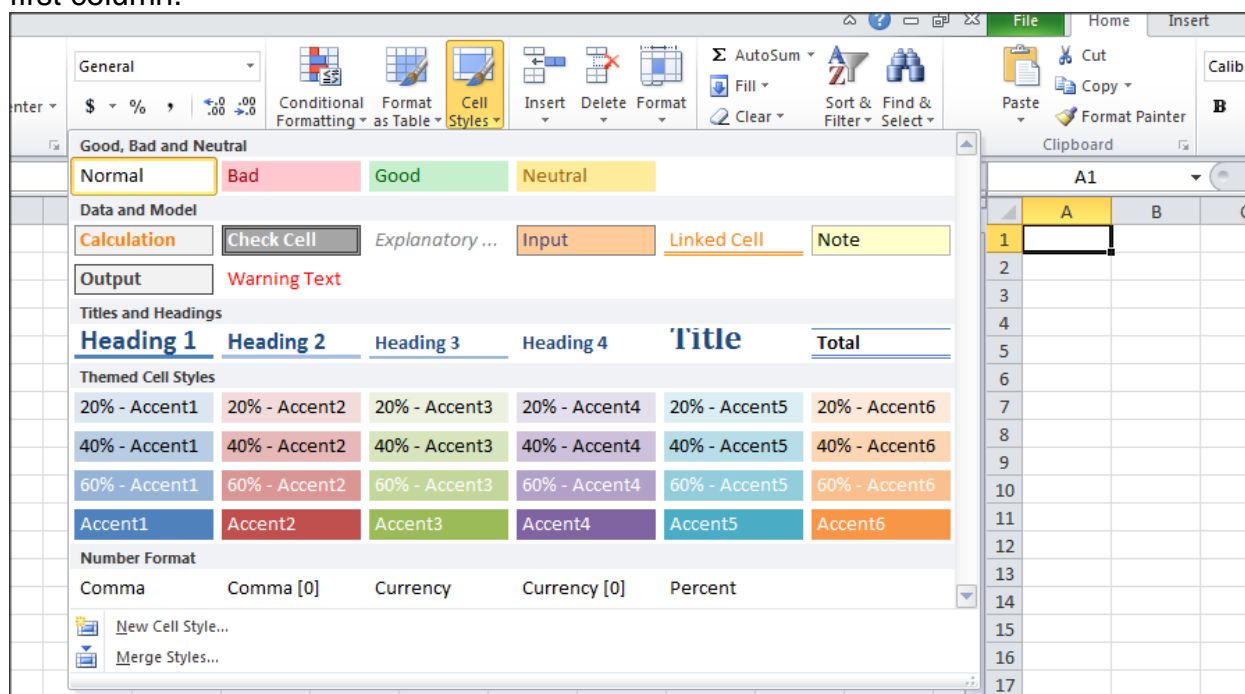 first column.
File Home Insert
General
Σ AutoSum
Cut
Fill
Copy
Calib
enter
$ % , .0 .00 .00 .0
Conditional Formatting
Format as Table
Cell Styles
Insert Delete Format
Clear
Sort & Filter
Find & Select
Paste
Format Painter
B
Clipboard
Good, Bad and Neutral
Normal Bad Good Neutral
A1
Data and Model
A B
Calculation Check Cell Explanatory ... Input Linked Cell Note
1
Output Warning Text
2
3
Titles and Headings
4
Heading 1 Heading 2 Heading 3 Heading 4 Title Total
5
Themed Cell Styles
6
20% - Accent1 20% - Accent2 20% - Accent3 20% - Accent4 20% - Accent5 20% - Accent6
7
40% - Accent1 40% - Accent2 40% - Accent3 40% - Accent4 40% - Accent5 40% - Accent6
8
9
60% - Accent1 60% - Accent2 60% - Accent3 60% - Accent4 60% - Accent5 60% - Accent6
10
Accent1 Accent2 Accent3 Accent4 Accent5 Accent6
11
12
Number Format
13
Comma Comma [0] Currency Currency [0] Percent
14
New Cell Style...
15
Merge Styles...
16
17